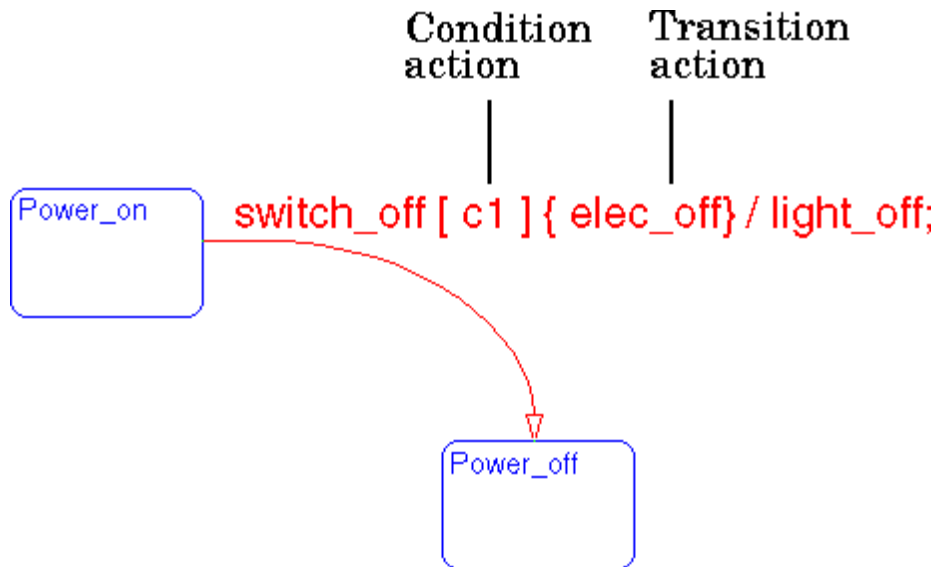 Condition
action
Transition
action
Power_on
switch_off [ c1 ] { elec_off} / light_off;
Power_off